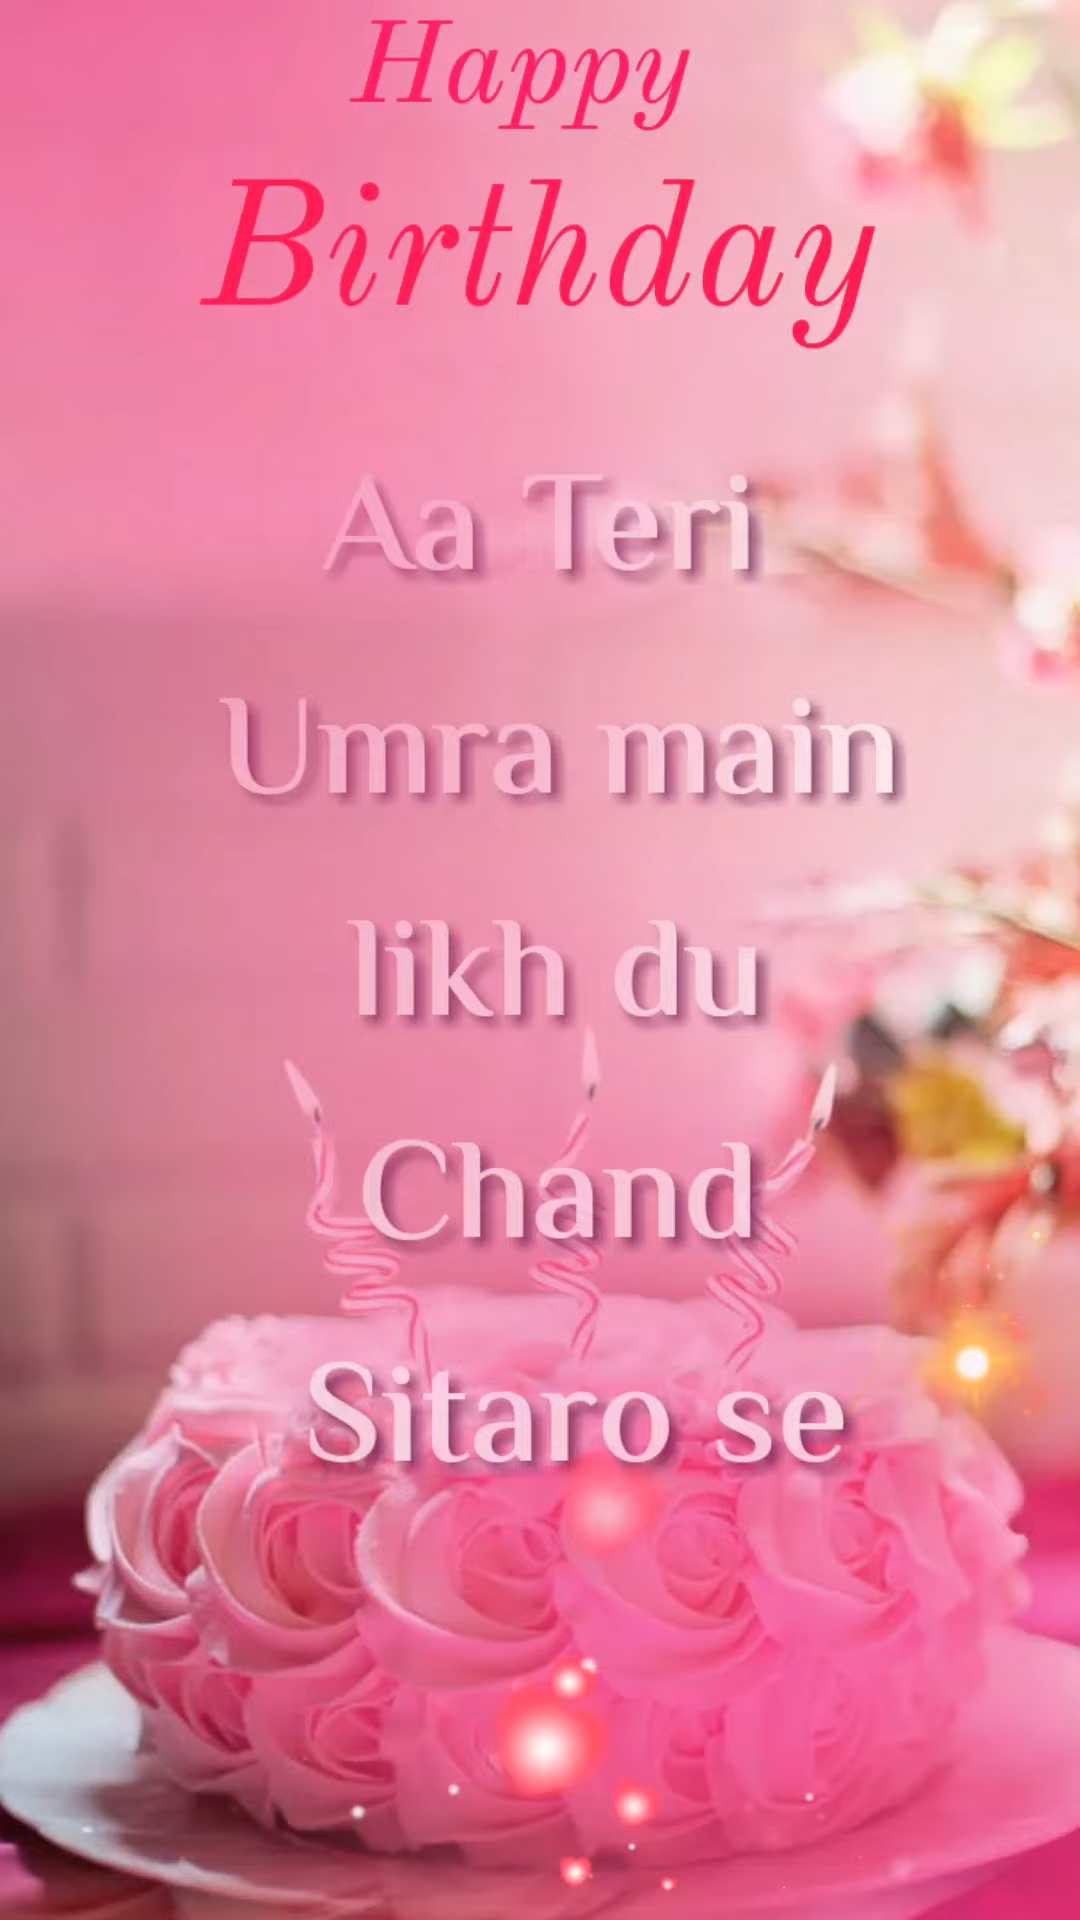 Happy
Birthday
Aa Teri
Umra main
likh du
Chand
Sitaro se